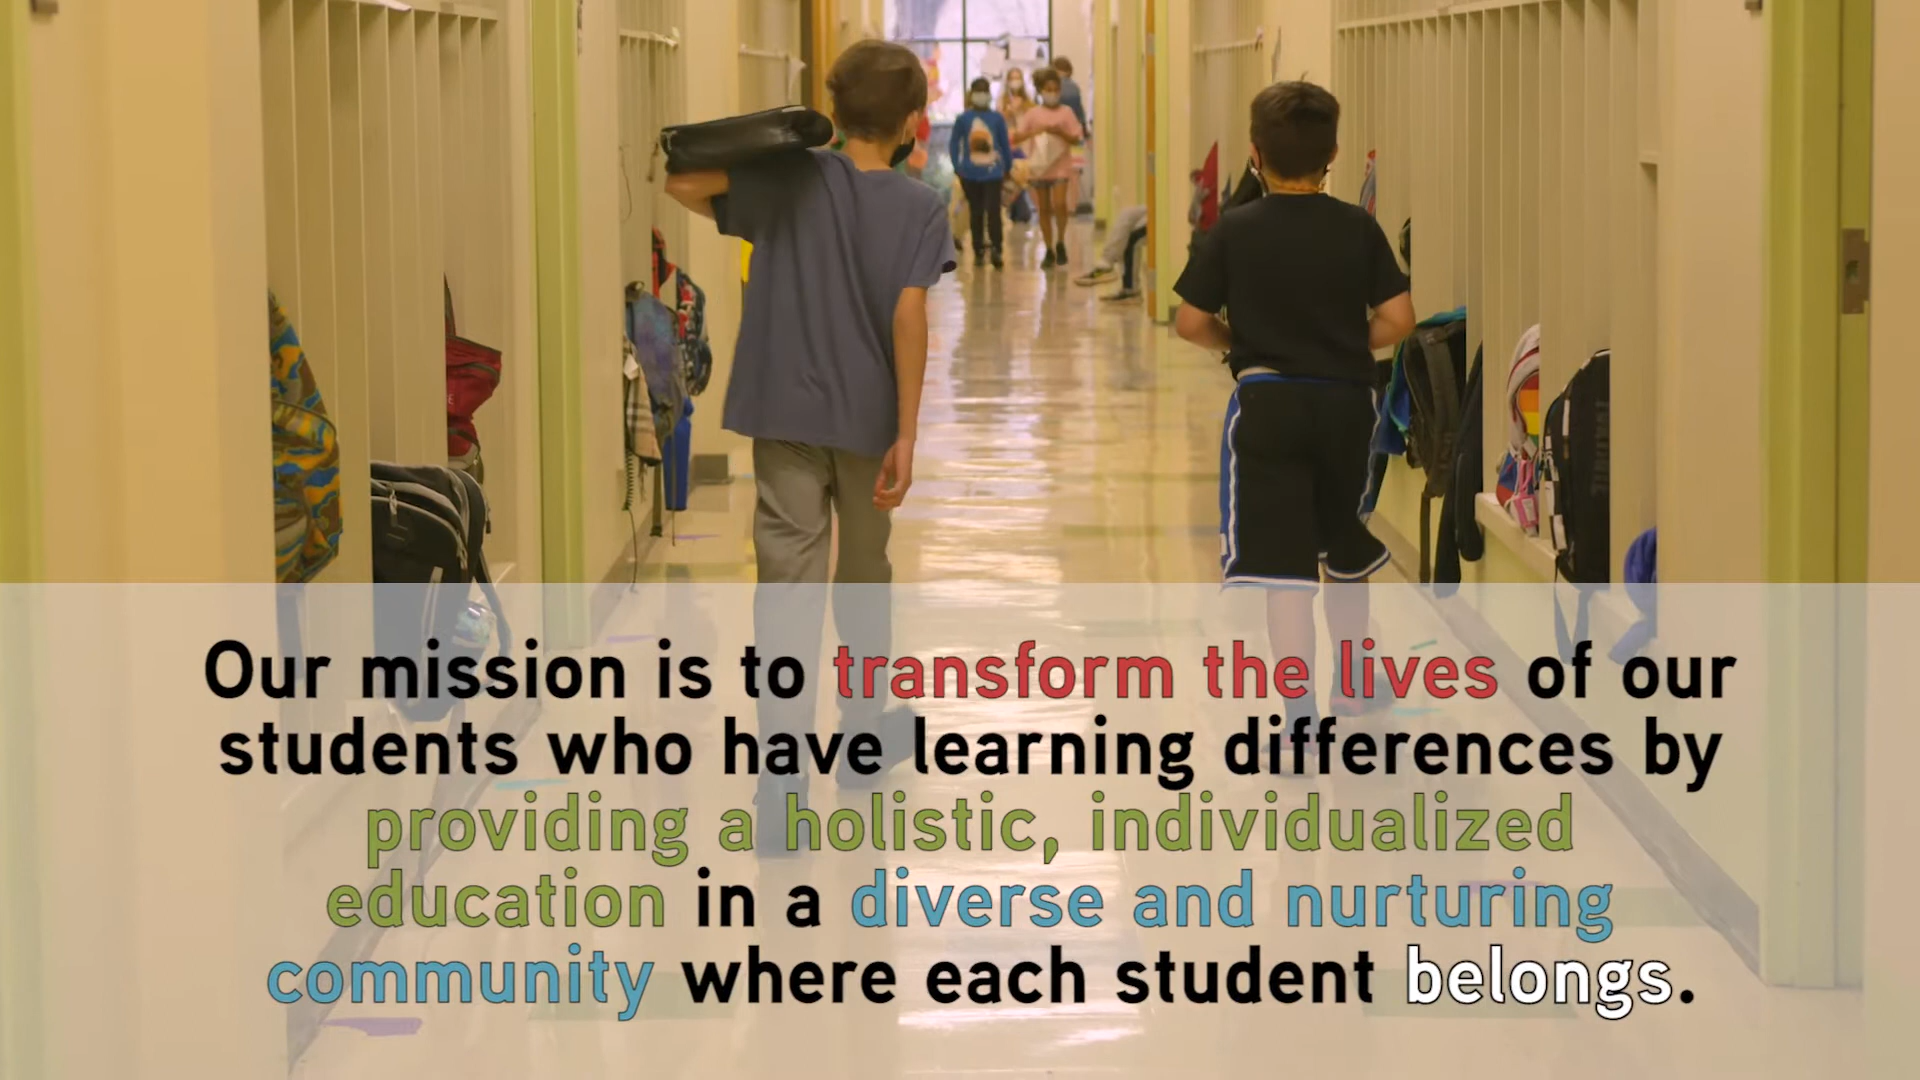 Our mission is to transform the lives of our
students who have learning differences by
providing a holistic, individualized
education in a diverse and nurturing
community where each student belongs.